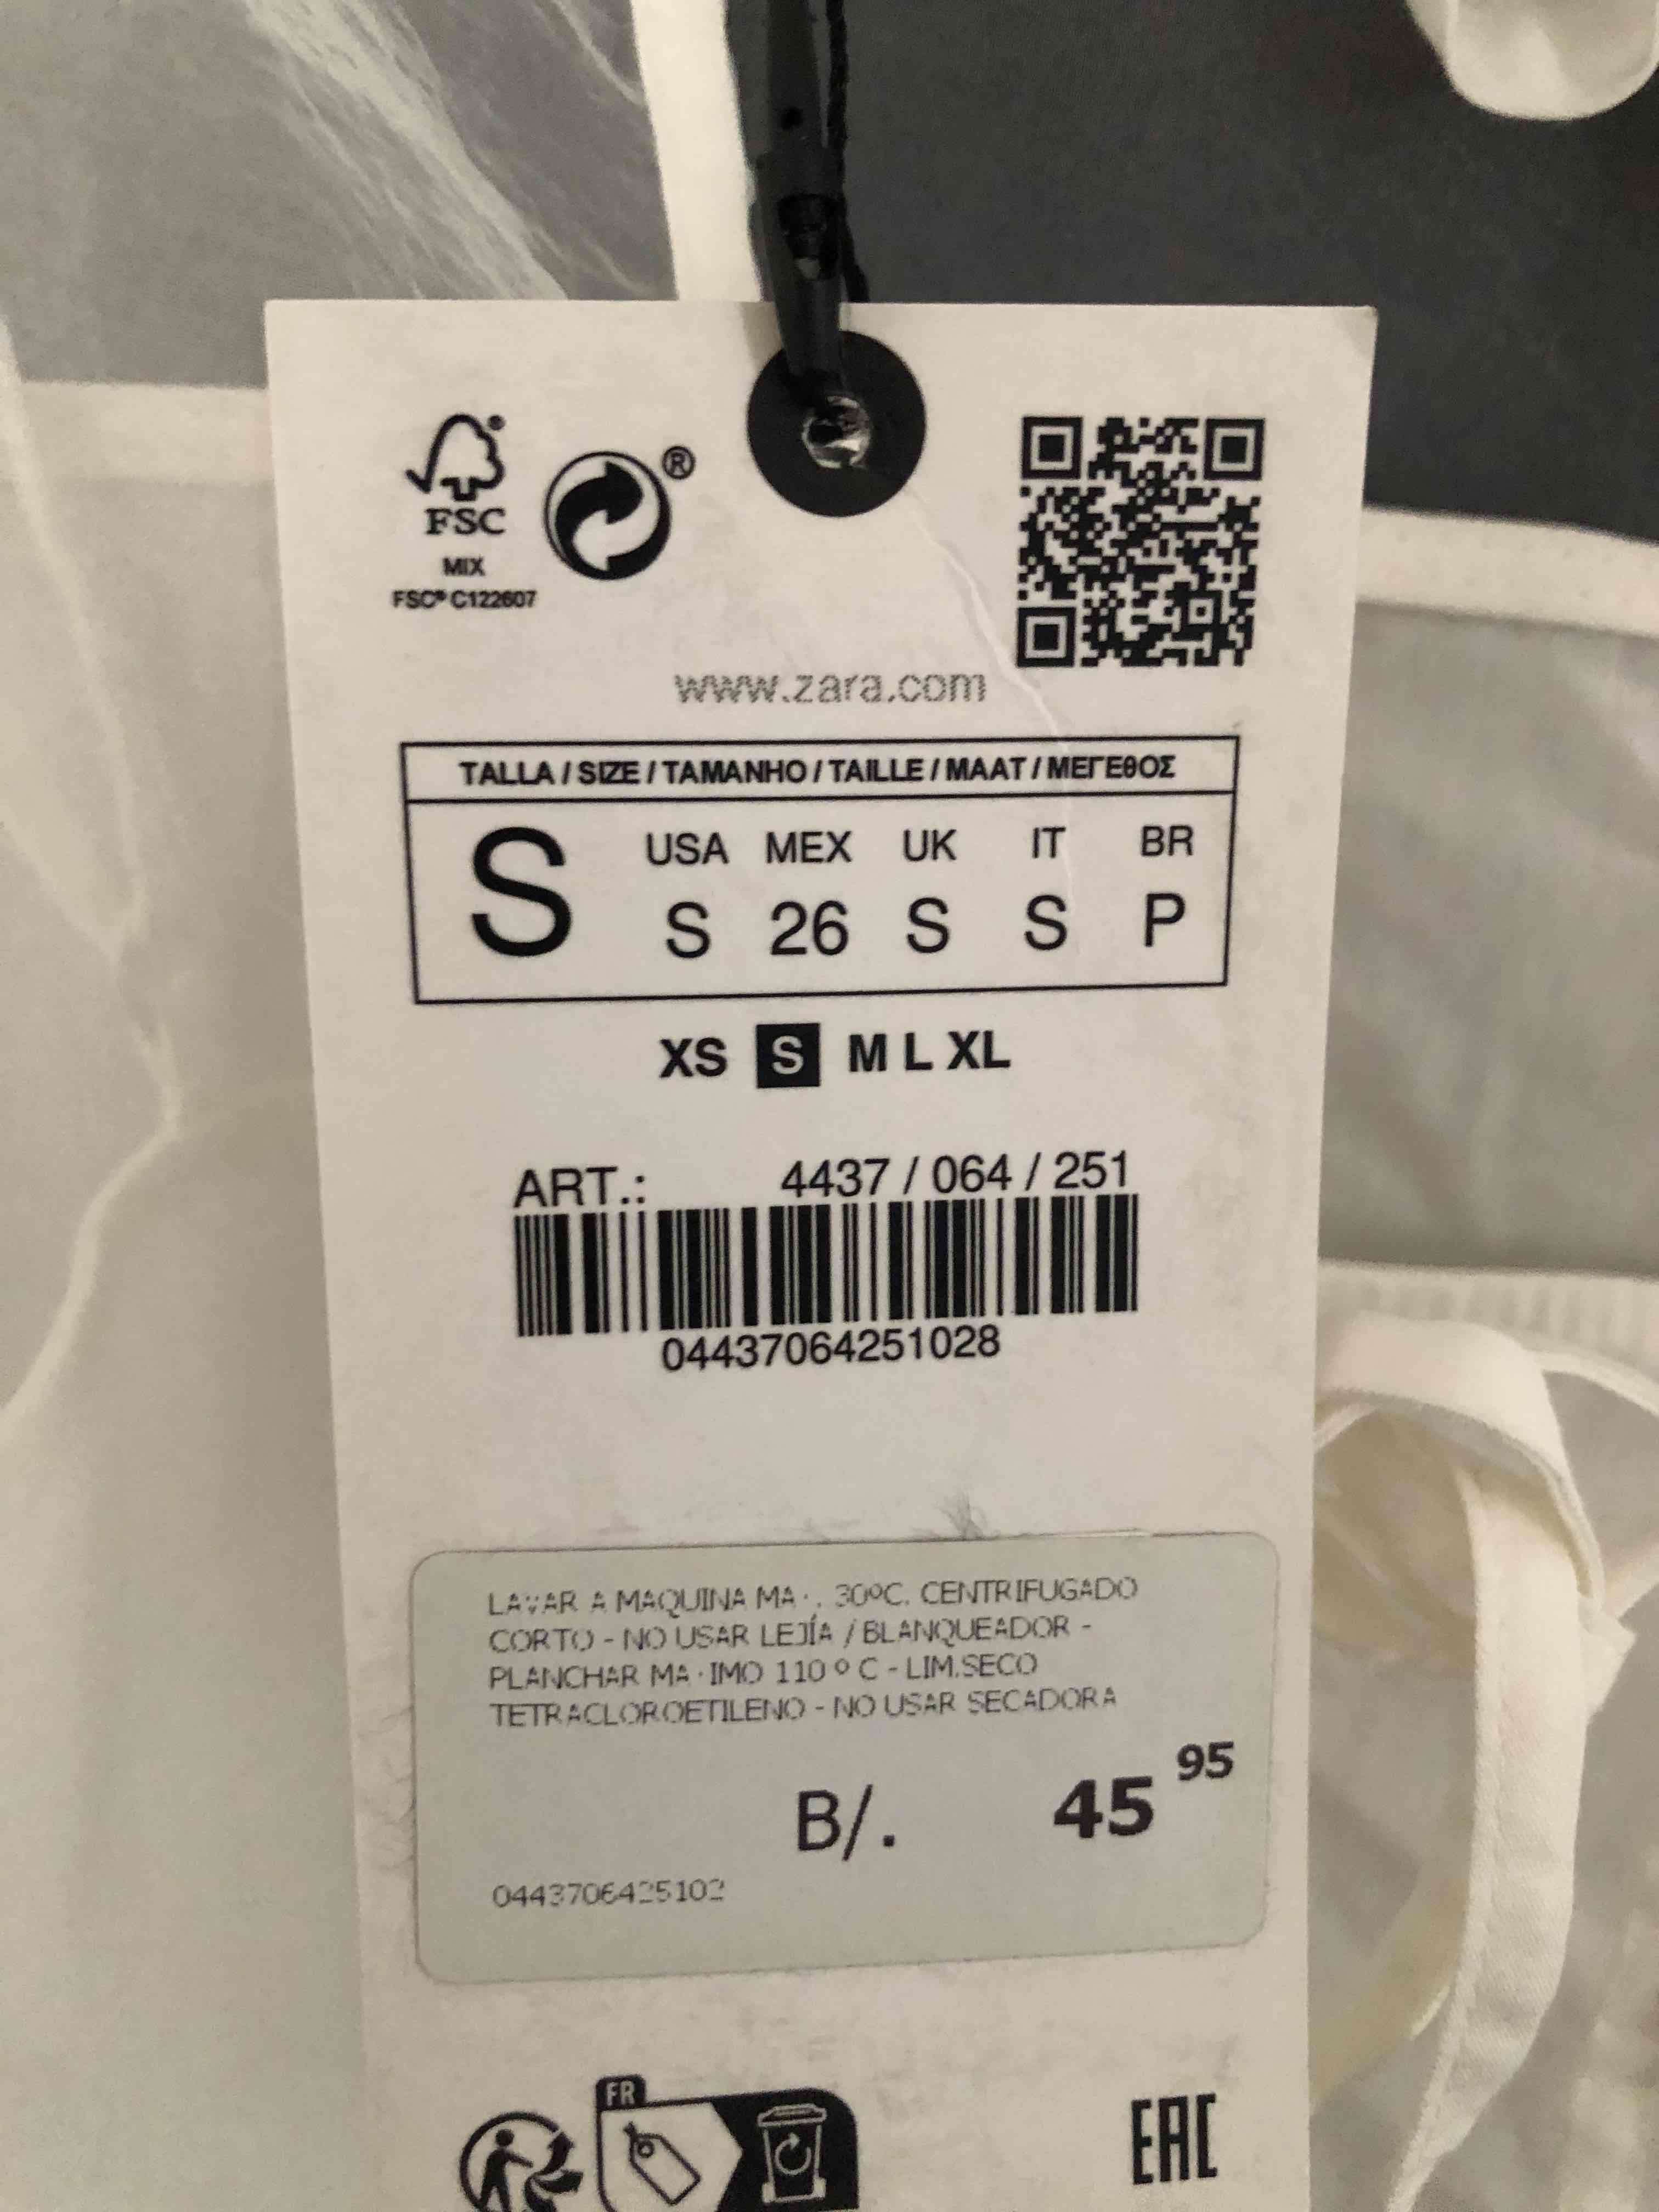 FSC
MIX
FSC® C122607
®
www.zara.com
TALLA / SIZE / TAMANHO / TAILLE / MAAT / ΜΕΓΕΘΟΣ
S USA MEX UK IT BR
S 26 S S P
XS S M L XL
ART.: 4437 / 064 / 251
04437064251028
LAVAR A MAQUINA MA·. 30ºC. CENTRIFUGADO
CORTO - NO USAR LEJÍA / BLANQUEADOR -
PLANCHAR MA·IMO 110 º C - LIM.SECO
TETRACLOROETILENO - NO USAR SECADORA
B/. 45 95
0443706425102
FR
EAC